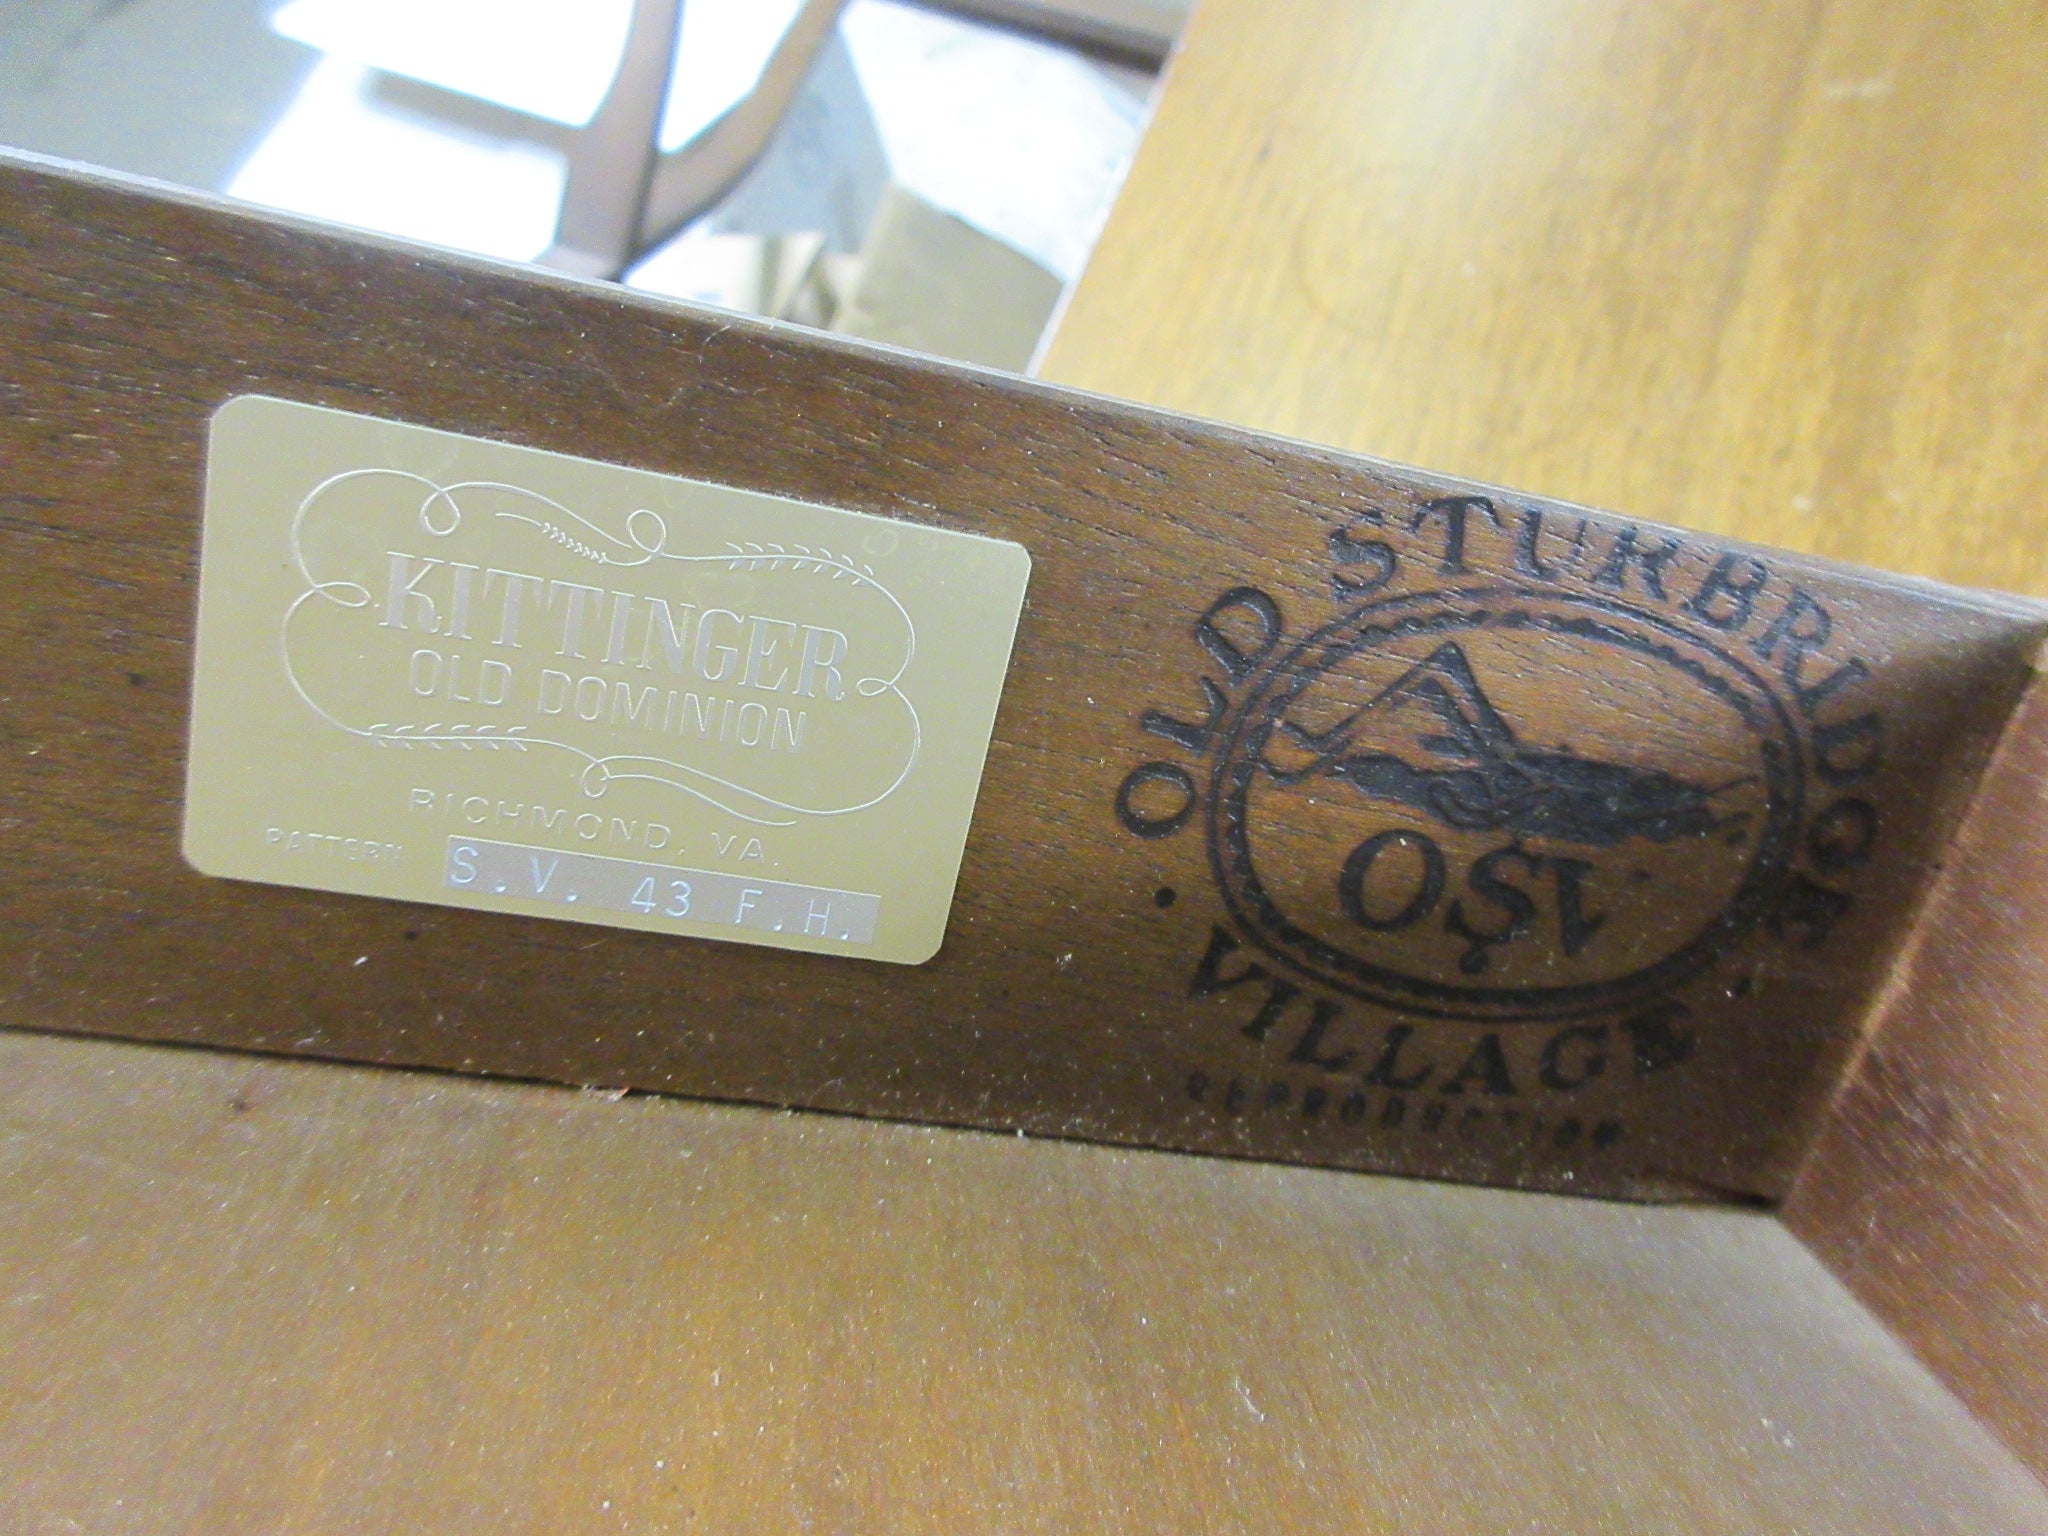 KITTINGER
OLD DOMINION
RICHMOND, VA.
PATTERN S.V. 43 F.H.
OLD STURBRIDGE
OSV
· VILLAGE ·
REPRODUCTION